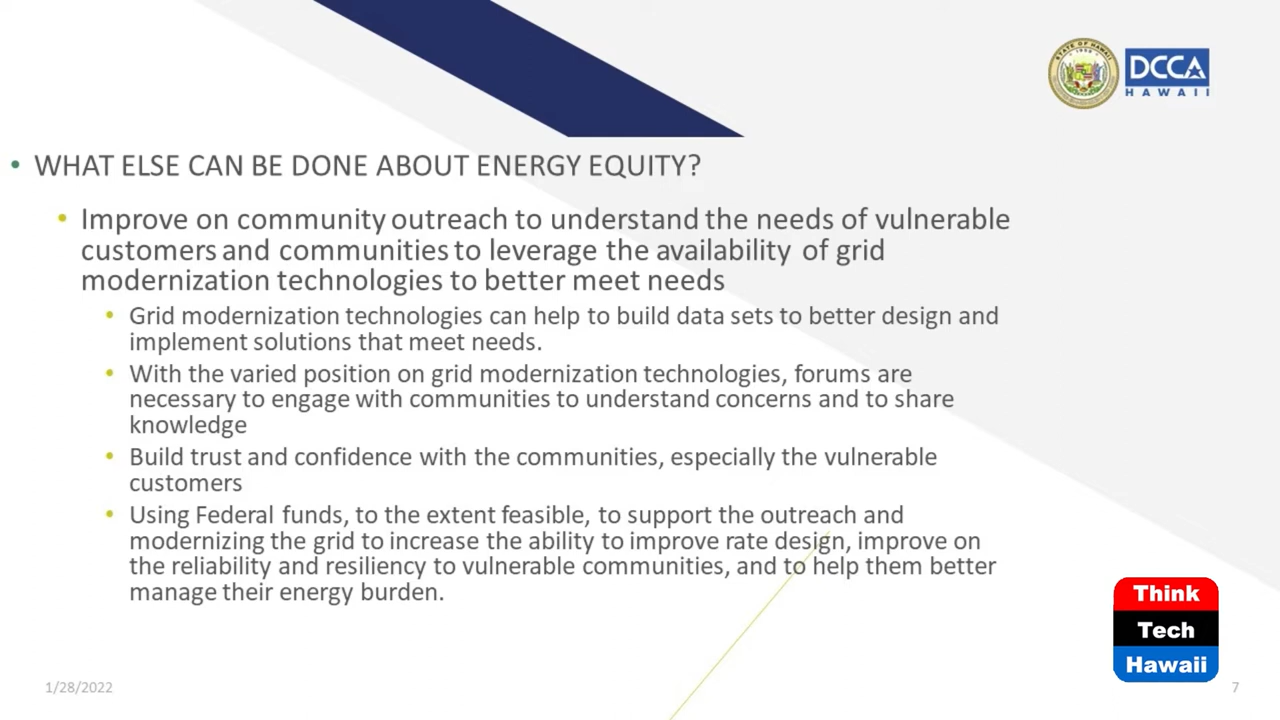 STATE OF HAWAII
1959
DCCA
HAWAII
• WHAT ELSE CAN BE DONE ABOUT ENERGY EQUITY?
• Improve on community outreach to understand the needs of vulnerable
customers and communities to leverage the availability of grid
modernization technologies to better meet needs
• Grid modernization technologies can help to build data sets to better design and
implement solutions that meet needs.
• With the varied position on grid modernization technologies, forums are
necessary to engage with communities to understand concerns and to share
knowledge
• Build trust and confidence with the communities, especially the vulnerable
customers
• Using Federal funds, to the extent feasible, to support the outreach and
modernizing the grid to increase the ability to improve rate design, improve on
the reliability and resiliency to vulnerable communities, and to help them better
manage their energy burden.
Think
Tech
Hawaii
1/28/2022
7